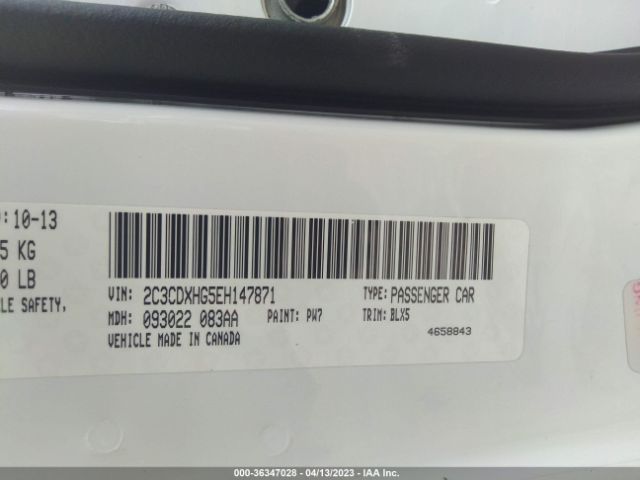 : 10-13
5 KG
0 LB
LE SAFETY,
VIN: 2C3CDXHG5EH147871
TYPE: PASSENGER CAR
MDH: 093022 083AA
PAINT: PW7
TRIM: BLX5
VEHICLE MADE IN CANADA
4658843
000-36347028 - 04/13/2023 - IAA Inc.